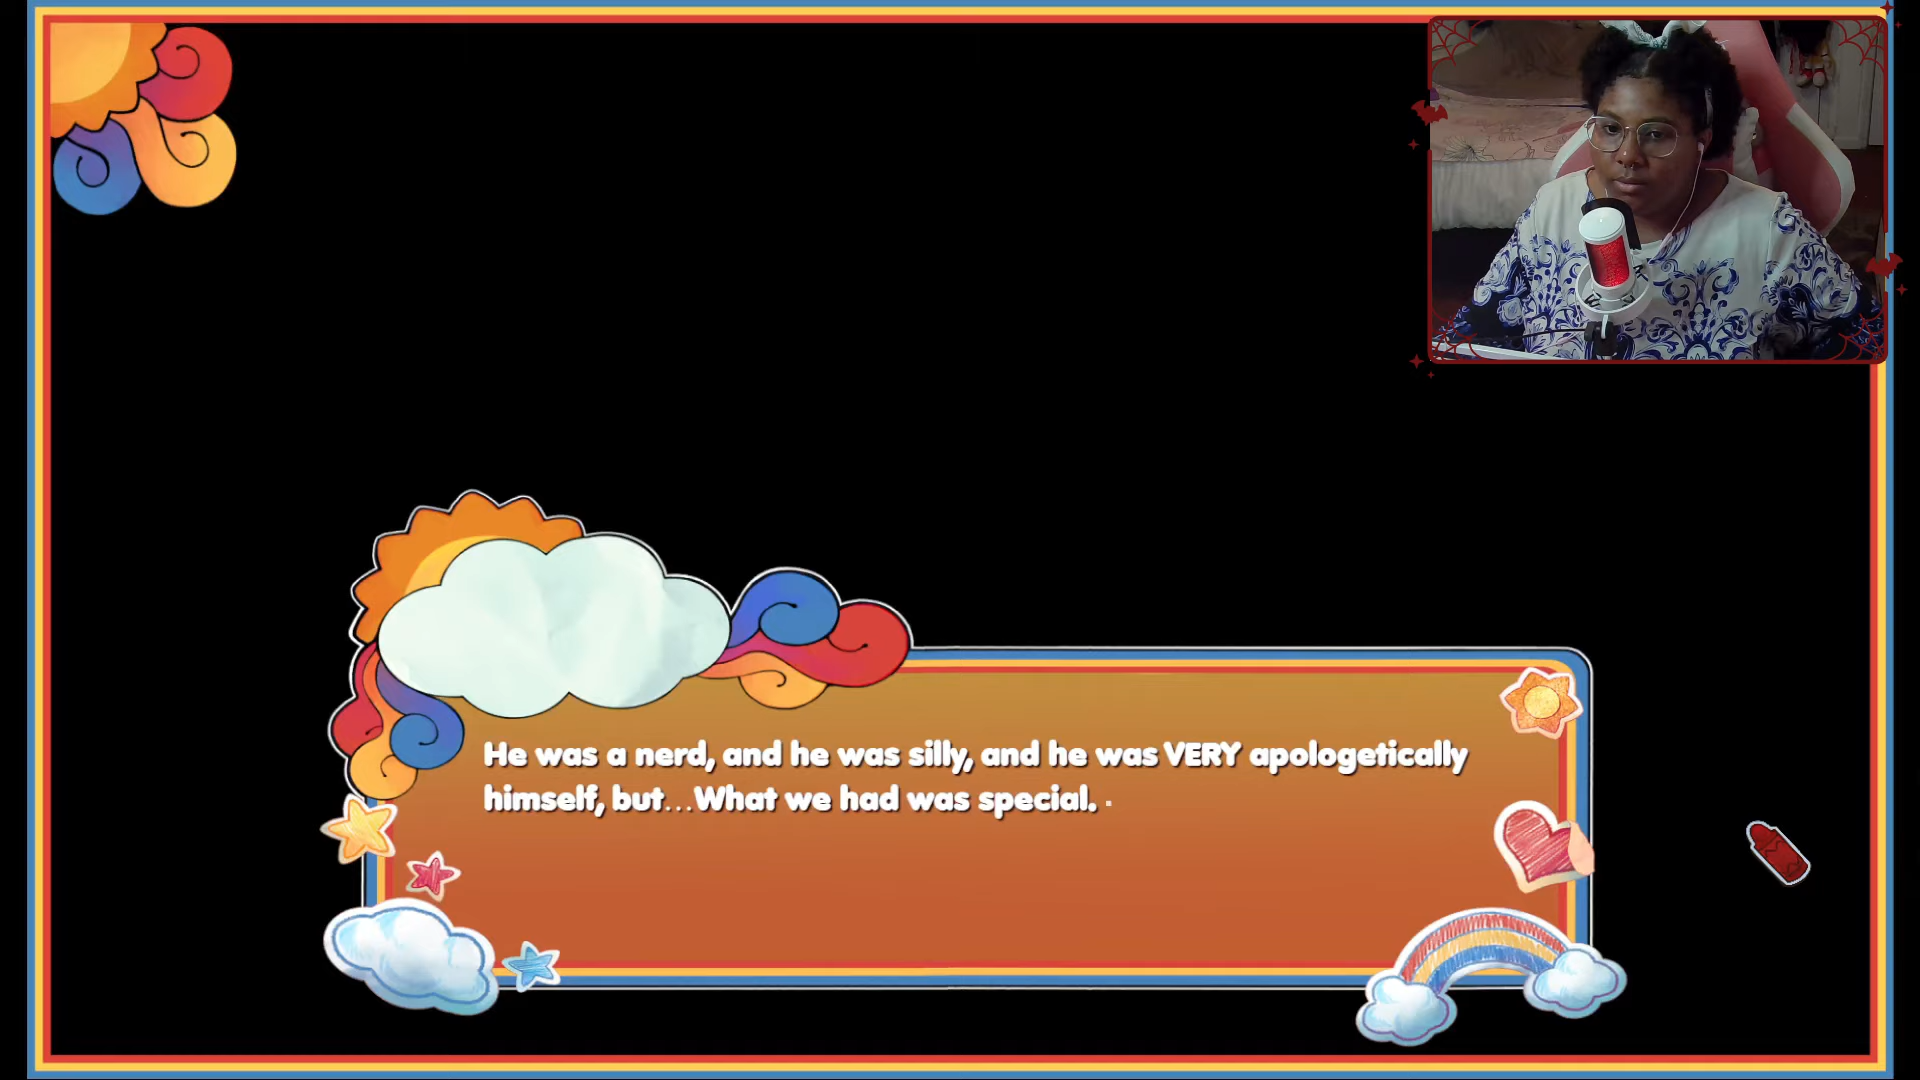 He was a nerd, and he was silly, and he was VERY apologetically
himself, but...What we had was special.